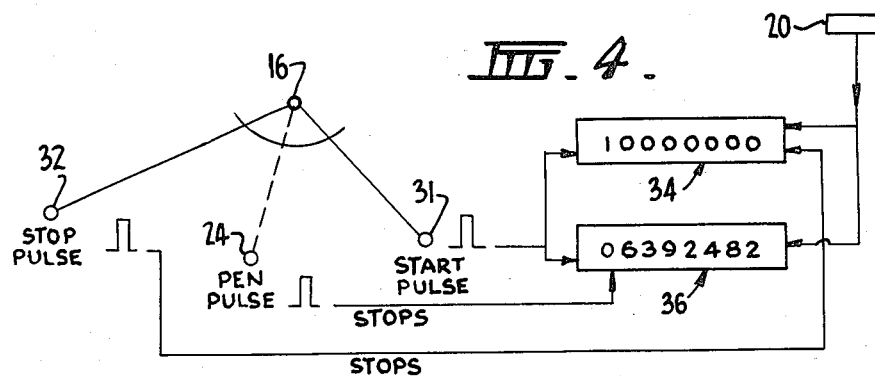 FIG. 4.
20
16
32
10000000
34
31
24
STOP
PULSE
PEN
PULSE
START
PULSE
06392482
36
STOPS
STOPS